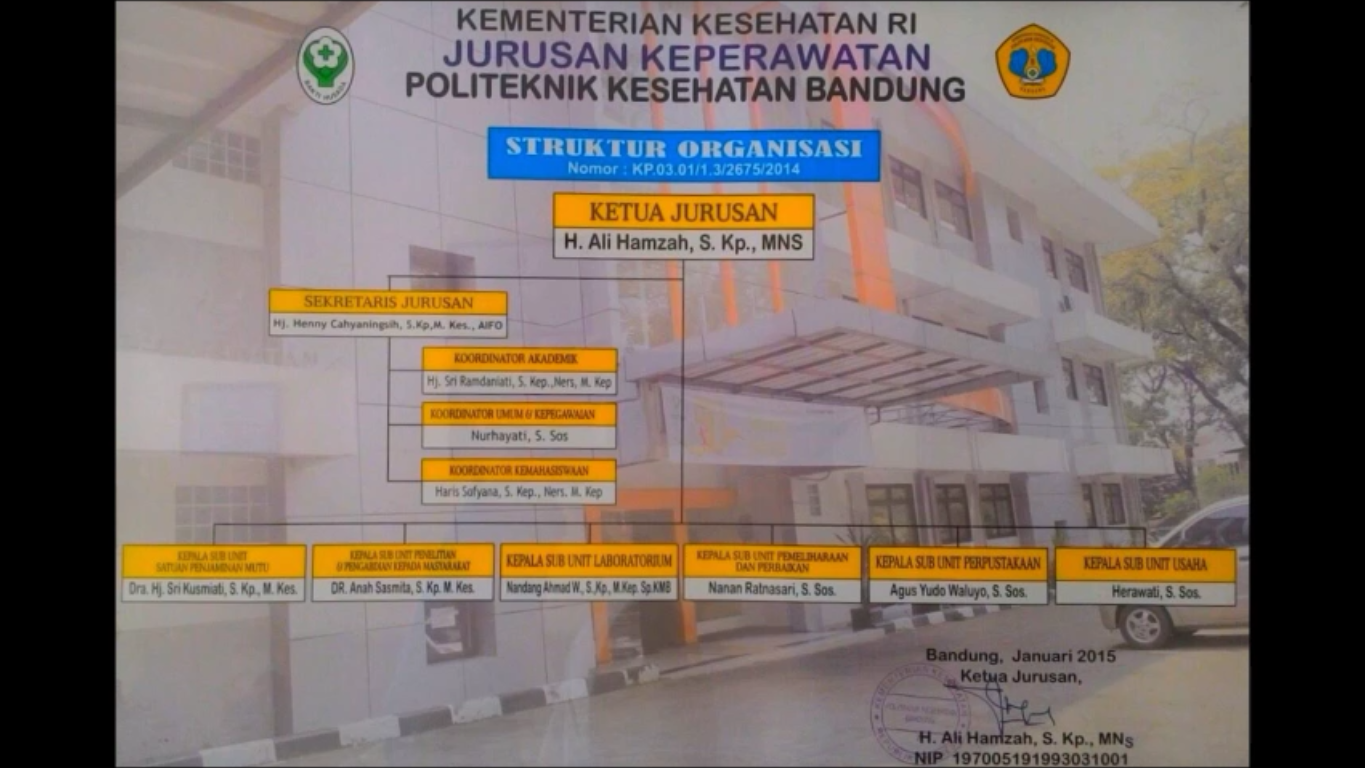 KEMENTERIAN KESEHATAN RI
JURUSAN KEPERAWATAN
POLITEKNIK KESEHATAN BANDUNG
BAKTI HUSADA
STRUKTUR ORGANISASI
Nomor : KP.03.01/1.3/2675/2014
KETUA JURUSAN
H. Ali Hamzah, S. Kp., MNS
SEKRETARIS JURUSAN
Hj. Henny Cahyaningsih, S.Kp,M. Kes., AIFO
KOORDINATOR AKADEMIK
Hj. Sri Ramdaniati, S. Kep.,Ners, M. Kep
KOORDINATOR UMUM & KEPEGAWAIAN
Nurhayati, S. Sos
KOORDINATOR KEMAHASISWAAN
Haris Sofyana, S. Kep., Ners. M. Kep
KEPALA SUB UNIT
SATUAN PENJAMINAN MUTU
Dra. Hj. Sri Kusmiati, S. Kp., M. Kes.
KEPALA SUB UNIT PENELITIAN
& PENGABDIAN KEPADA MASYARAKAT
DR. Anah Sasmita, S. Kp. M. Kes.
KEPALA SUB UNIT LABORATORIUM
Nandang Ahmad W., S.,Kp., M.Kep. Sp.KMB
KEPALA SUB UNIT PEMELIHARAAN
DAN PERBAIKAN
Nanan Ratnasari, S. Sos.
KEPALA SUB UNIT PERPUSTAKAAN
Agus Yudo Waluyo, S. Sos.
KEPALA SUB UNIT USAHA
Herawati, S. Sos.
Bandung, Januari 2015
Ketua Jurusan,
H. Ali Hamzah, S. Kp., MNs
NIP 197005191993031001